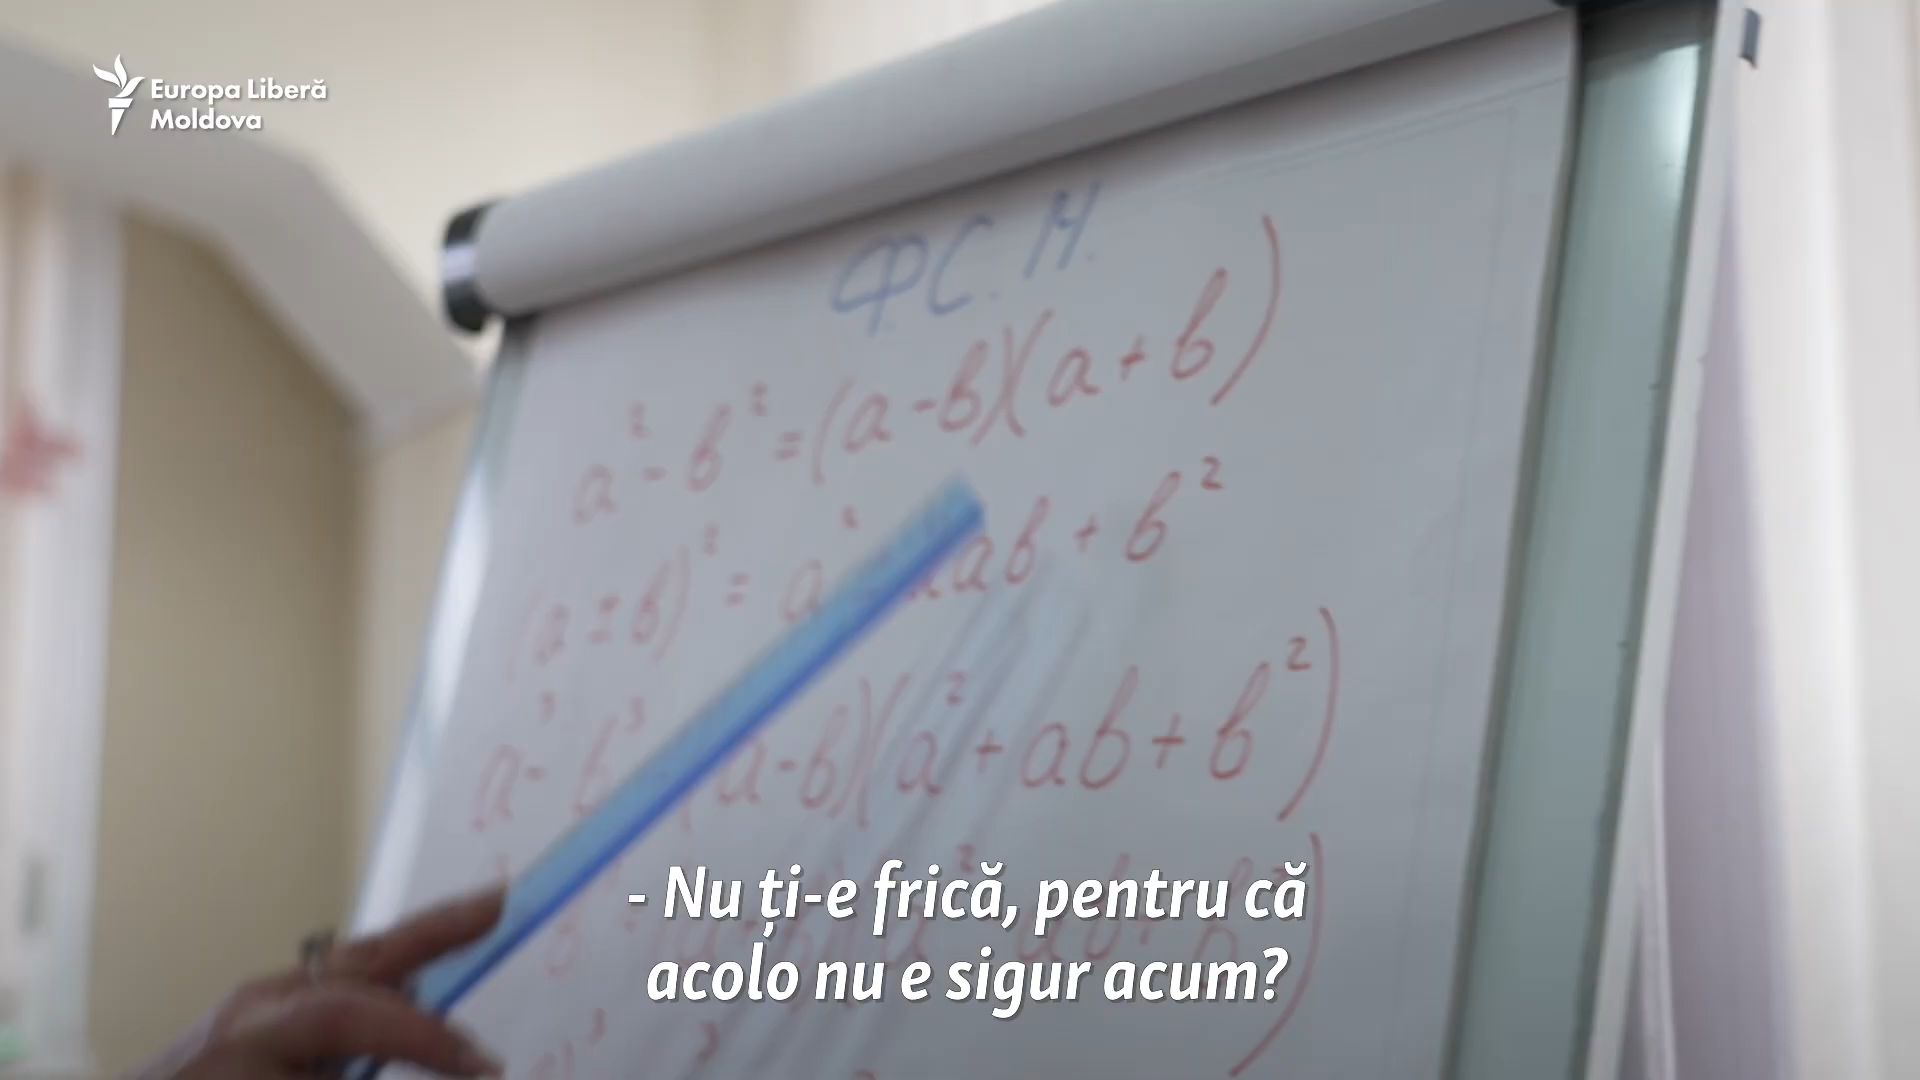 Europa Liberă
Moldova
Ф.С.У.
a² - b² = (a - b)(a + b)
(a ± b)² = a² 2ab + b²
a³ - b³ (a - b)(a² + ab + b²)
- Nu ți-e frică, pentru că
acolo nu e sigur acum?